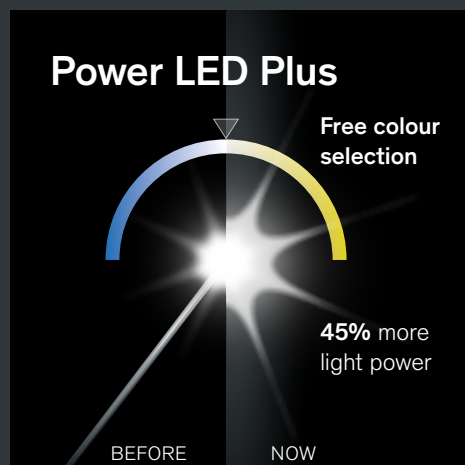 Power LED Plus
Free colour
selection
45% more
light power
BEFORE
NOW